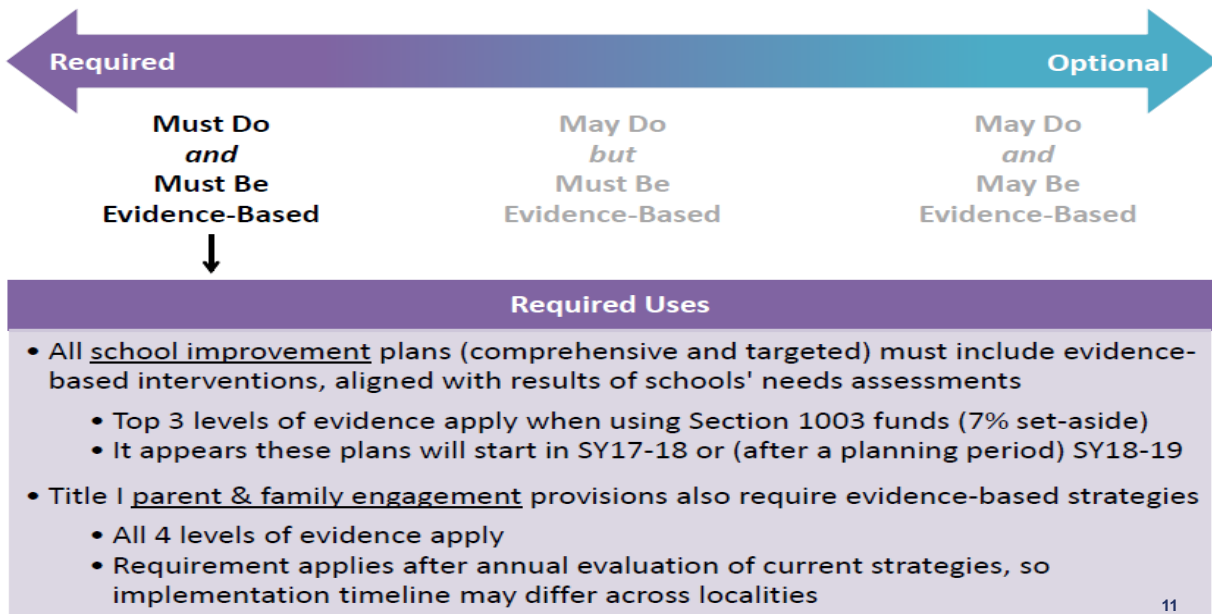 Required
Optional
Must Do
and
Must Be
Evidence-Based
May Do
but
Must Be
Evidence-Based
May Do
and
May Be
Evidence-Based
Required Uses
• All school improvement plans (comprehensive and targeted) must include evidence-
based interventions, aligned with results of schools' needs assessments
• Top 3 levels of evidence apply when using Section 1003 funds (7% set-aside)
• It appears these plans will start in SY17-18 or (after a planning period) SY18-19
• Title I parent & family engagement provisions also require evidence-based strategies
• All 4 levels of evidence apply
• Requirement applies after annual evaluation of current strategies, so
implementation timeline may differ across localities
11